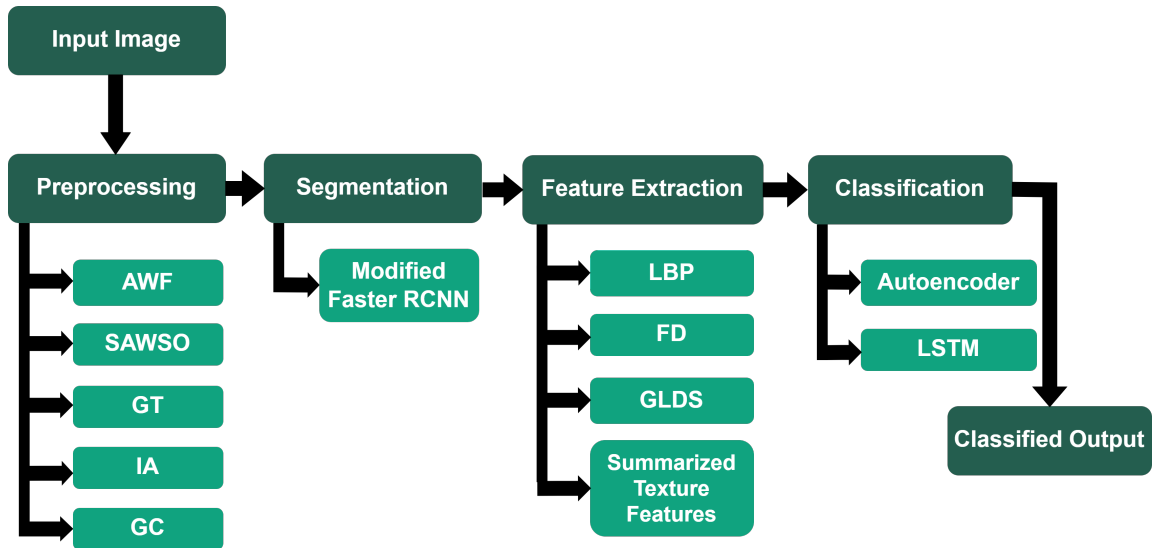 Input Image
Preprocessing
Segmentation
Feature Extraction
Classification
AWF
SAWSO
GT
IA
GC
Modified
Faster RCNN
LBP
FD
GLDS
Summarized
Texture
Features
Autoencoder
LSTM
Classified Output